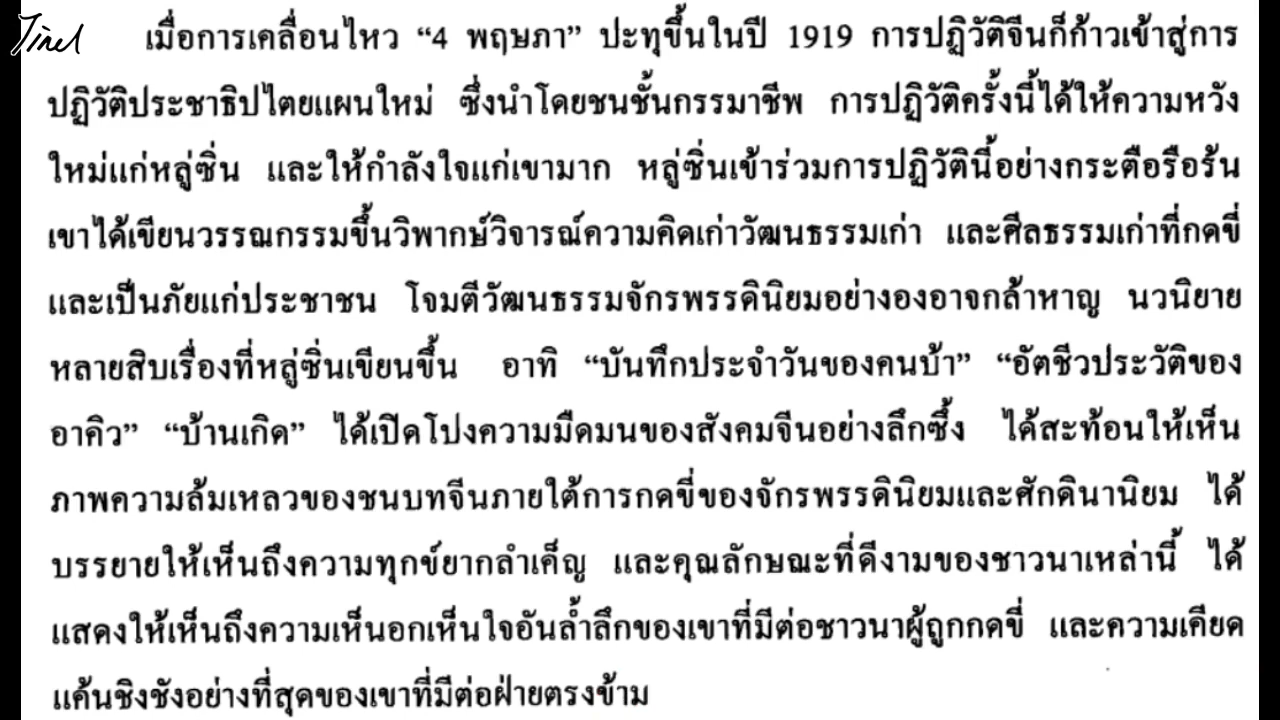 Tinel
เมื่อการเคลื่อนไหว “4 พฤษภา” ปะทุขึ้นในปี 1919 การปฏิวัติจีนก็ก้าวเข้าสู่การ
ปฏิวัติประชาธิปไตยแผนใหม่ ซึ่งนำโดยชนชั้นกรรมาชีพ การปฏิวัติครั้งนี้ได้ให้ความหวัง
ใหม่แก่หลู่ซิ่น และให้กำลังใจแก่เขามาก หลู่ซิ่นเข้าร่วมการปฏิวัตินี้อย่างกระตือรือร้น
เขาได้เขียนวรรณกรรมขึ้นวิพากษ์วิจารณ์ความคิดเก่าวัฒนธรรมเก่า และศีลธรรมเก่าที่กดขี่
และเป็นภัยแก่ประชาชน โจมตีวัฒนธรรมจักรพรรดินิยมอย่างองอาจกล้าหาญ นวนิยาย
หลายสิบเรื่องที่หลู่ซิ่นเขียนขึ้น อาทิ “บันทึกประจำวันของคนบ้า” “อัตชีวประวัติของ
อาคิว” “บ้านเกิด” ได้เปิดโปงความมืดมนของสังคมจีนอย่างลึกซึ้ง ได้สะท้อนให้เห็น
ภาพความล้มเหลวของชนบทจีนภายใต้การกดขี่ของจักรพรรดินิยมและศักดินานิยม ได้
บรรยายให้เห็นถึงความทุกข์ยากลำเค็ญ และคุณลักษณะที่ดีงามของชาวนาเหล่านี้ ได้
แสดงให้เห็นถึงความเห็นอกเห็นใจอันล้ำลึกของเขาที่มีต่อชาวนาผู้ถูกกดขี่ และความเคียด
แค้นชิงชังอย่างที่สุดของเขาที่มีต่อฝ่ายตรงข้าม